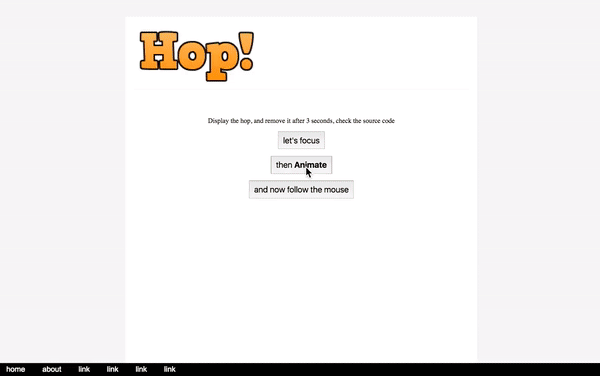 Hop!
Display the hop, and remove it after 3 seconds, check the source code
let's focus
then Animate
and now follow the mouse
home about link link link link